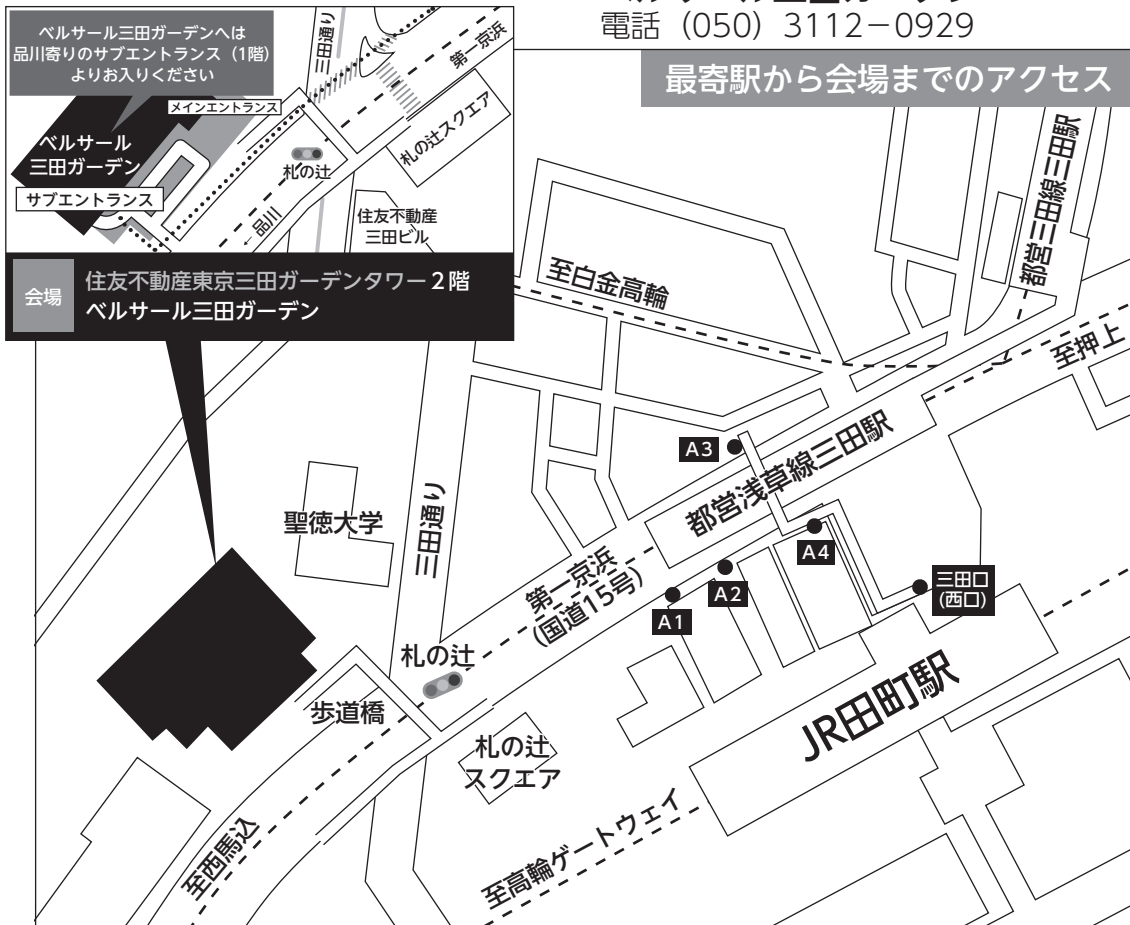 電話（050）3112－0929
最寄駅から会場までのアクセス
ベルサール三田ガーデンへは
品川寄りのサブエントランス（1階）
よりお入りください
メインエントランス
ベルサール
三田ガーデン
サブエントランス
三田通り
第一京浜
札の辻スクエア
札の辻
← 品川
住友不動産
三田ビル
会場
住友不動産東京三田ガーデンタワー2階
ベルサール三田ガーデン
都営三田線三田駅
至白金高輪
至押上
A3
都営浅草線三田駅
聖徳大学
三田通り
A4
第一京浜
(国道15号)
A2
A1
三田口
(西口)
札の辻
歩道橋
JR田町駅
札の辻
スクエア
至西馬込
至高輪ゲートウェイ